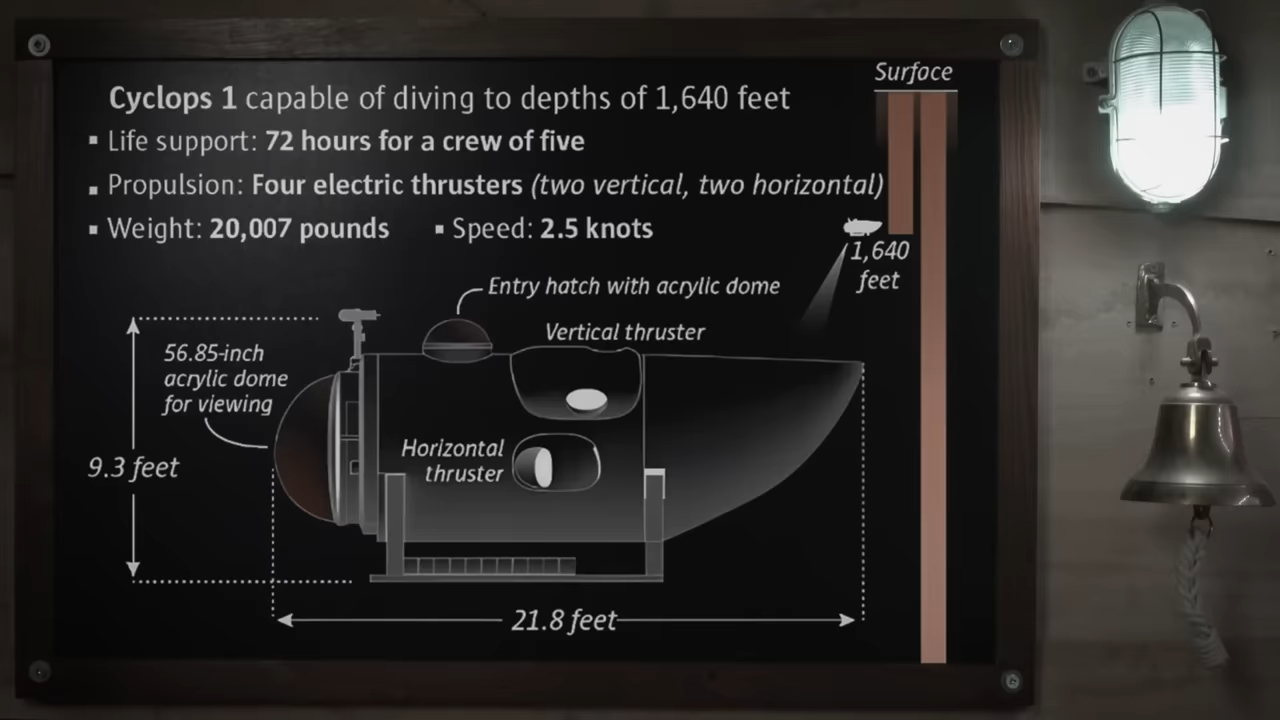 Surface
Cyclops 1 capable of diving to depths of 1,640 feet
▪ Life support: 72 hours for a crew of five
▪ Propulsion: Four electric thrusters (two vertical, two horizontal)
▪ Weight: 20,007 pounds ▪ Speed: 2.5 knots
1,640
feet
Entry hatch with acrylic dome
Vertical thruster
56.85-inch
acrylic dome
for viewing
Horizontal
thruster
9.3 feet
21.8 feet